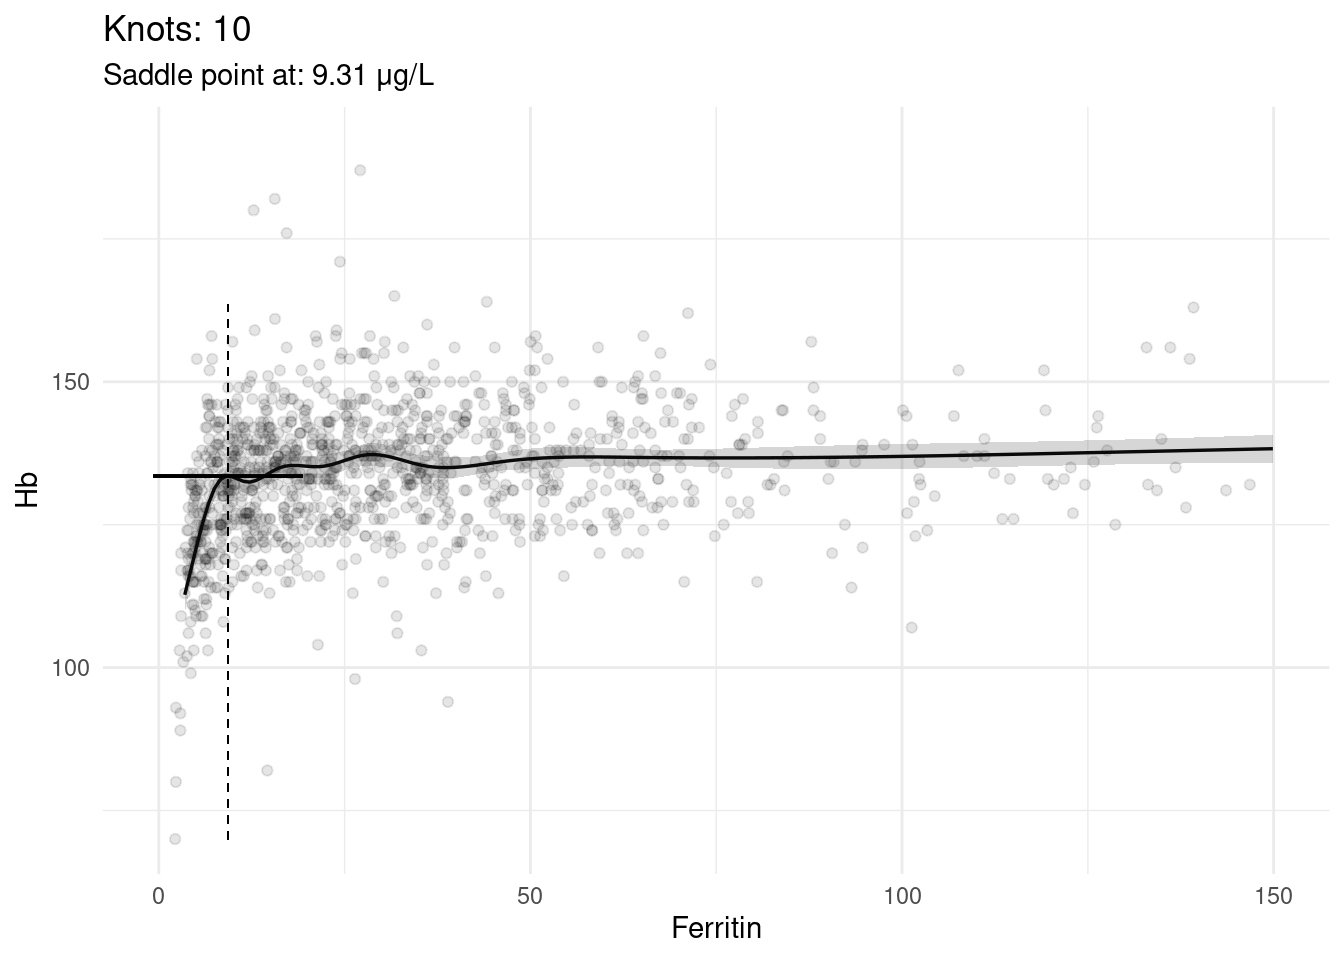 Knots: 10
Saddle point at: 9.31 µg/L
150
100
Hb
0 50 100 150
Ferritin